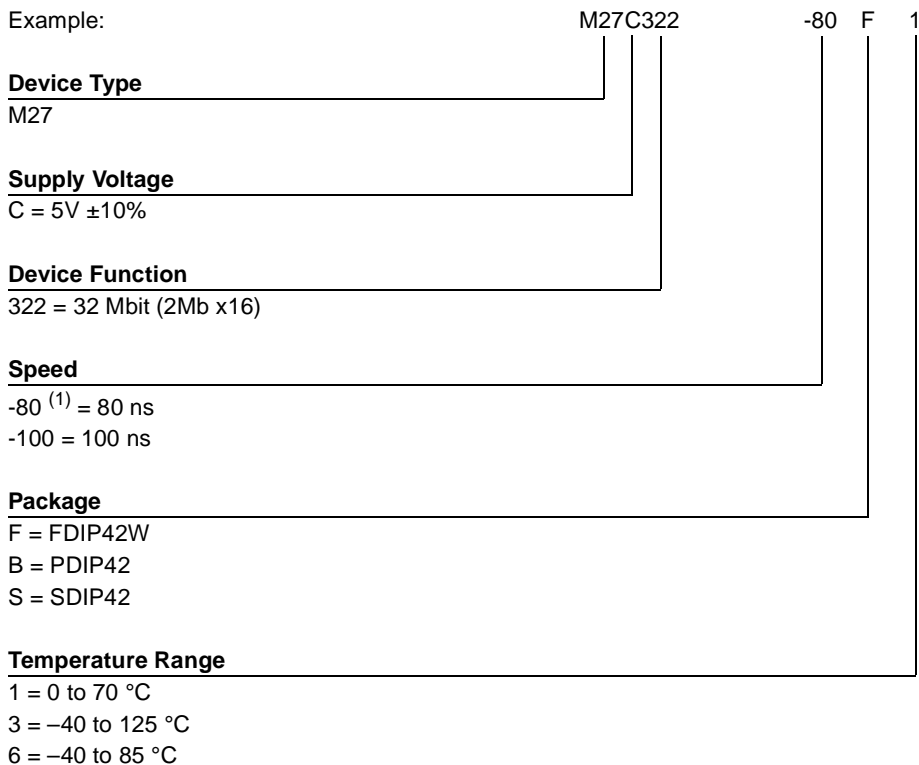 Example: M27C322 -80 F 1
Device Type
M27
Supply Voltage
C = 5V ±10%
Device Function
322 = 32 Mbit (2Mb x16)
Speed
-80 (1) = 80 ns
-100 = 100 ns
Package
F = FDIP42W
B = PDIP42
S = SDIP42
Temperature Range
1 = 0 to 70 °C
3 = –40 to 125 °C
6 = –40 to 85 °C